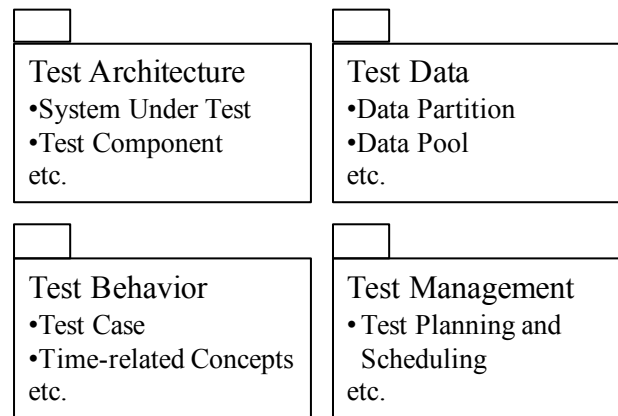 Test Architecture
•System Under Test
•Test Component
etc.
Test Data
•Data Partition
•Data Pool
etc.
Test Behavior
•Test Case
•Time-related Concepts
etc.
Test Management
• Test Planning and
Scheduling
etc.